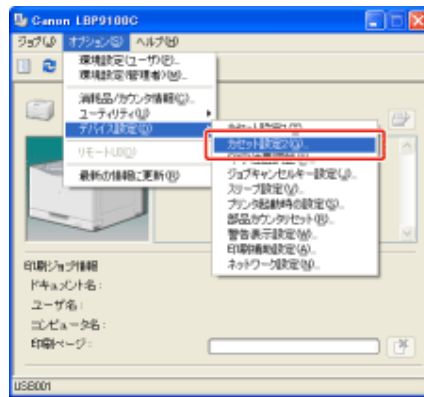 Canon LBP9100C
ジョブ(J) オプション(S) ヘルプ(H)
環境設定(ユーザ)(E)...
環境設定(管理者)(M)...
消耗品/カウンタ情報(C)...
ユーティリティ(U)
デバイス設定(D)
リモートUI(O)
最新の情報に更新(R)
カセット設定2(G)...
ジョブキャンセルキー設定(J)...
スリープ設定(V)...
プリンタ起動時の設定(S)...
部品カウンタリセット(R)...
警告表示設定(W)...
印刷補助設定(A)...
ネットワーク設定(N)...
印刷ジョブ情報
ドキュメント名:
ユーザ名:
コンピュータ名:
印刷ページ:
USB001